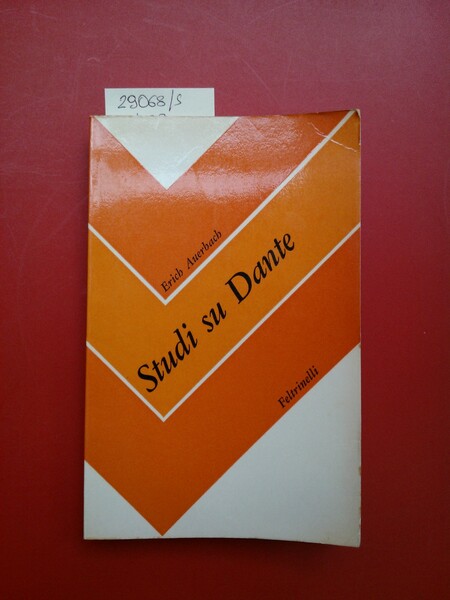 29068/S
Erich Auerbach
Studi su Dante
Feltrinelli